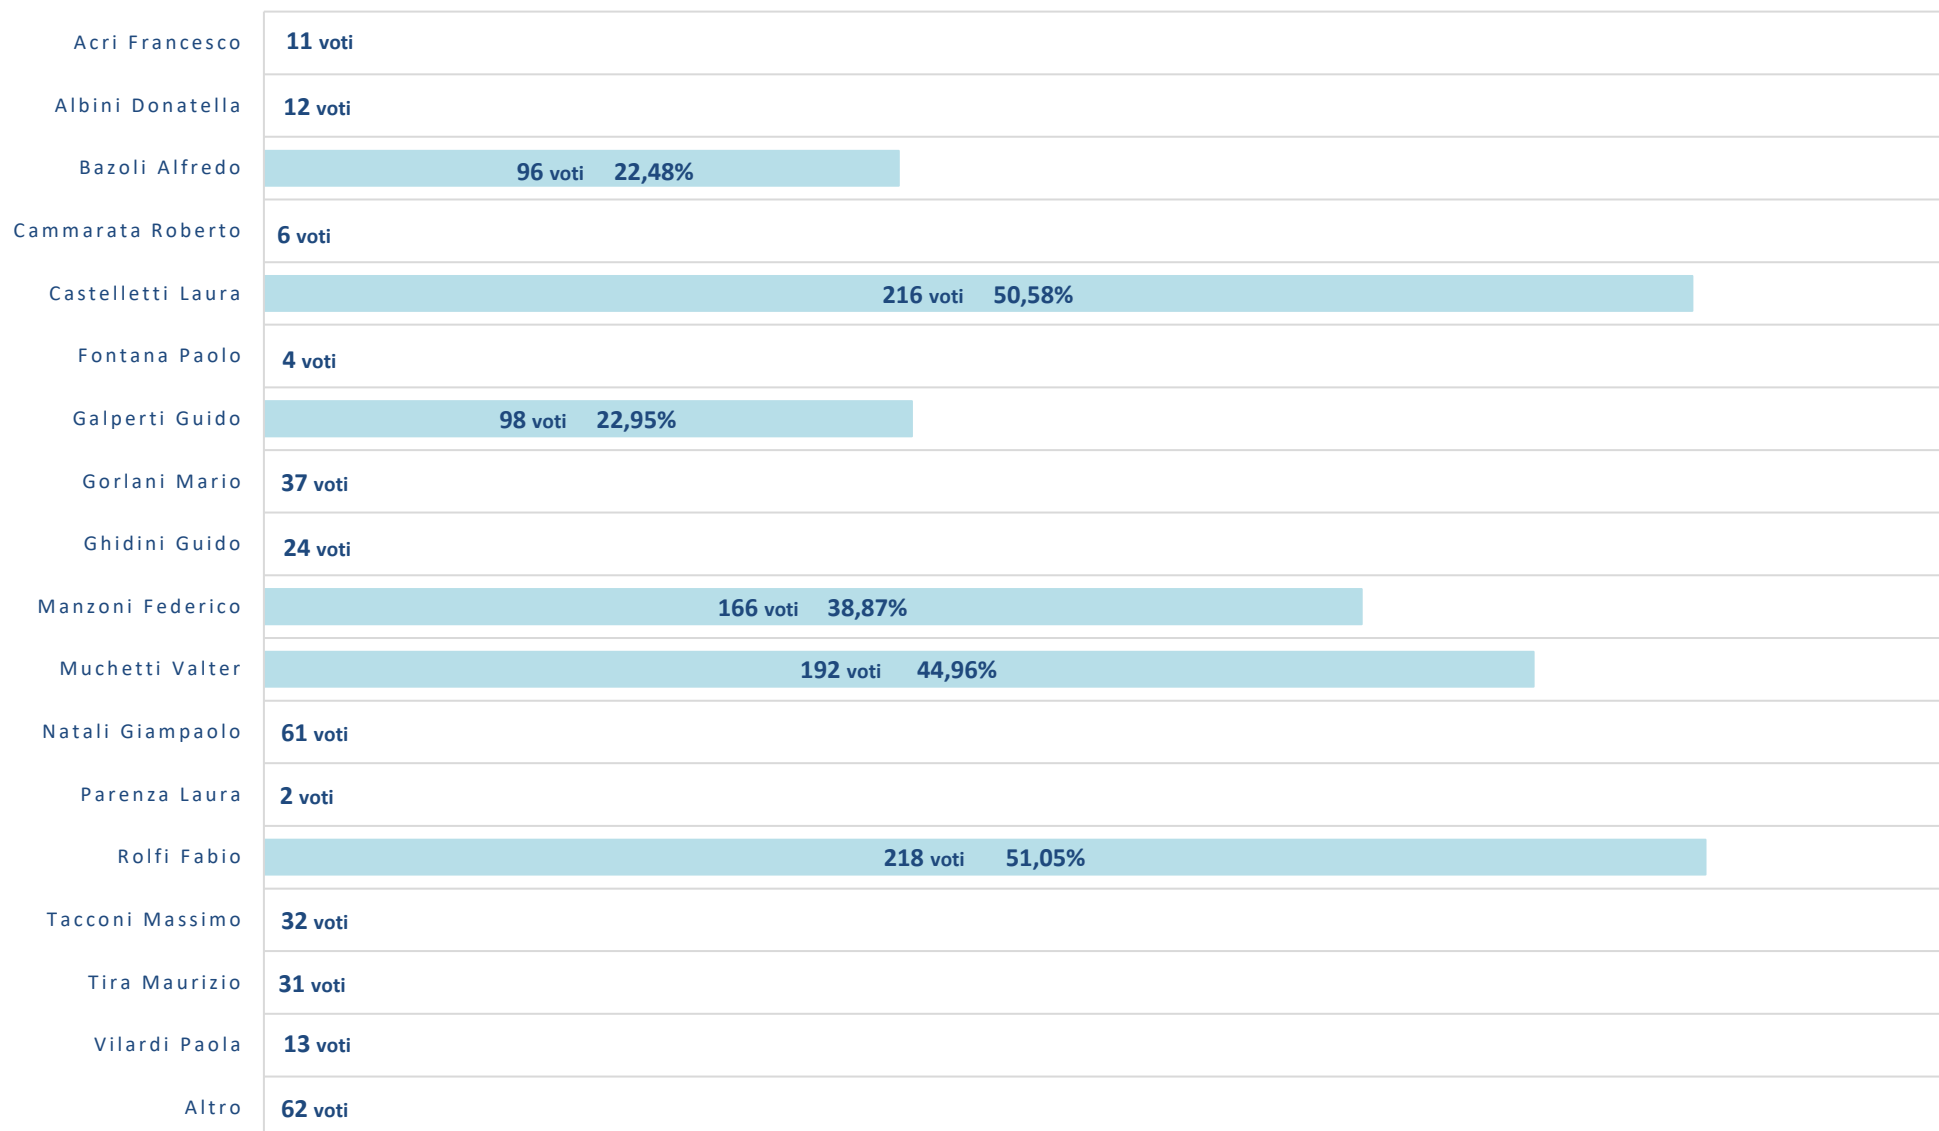 Acri Francesco 11 voti
Albini Donatella 12 voti
Bazoli Alfredo 96 voti 22,48%
Cammarata Roberto 6 voti
Castelletti Laura 216 voti 50,58%
Fontana Paolo 4 voti
Galperti Guido 98 voti 22,95%
Gorlani Mario 37 voti
Ghidini Guido 24 voti
Manzoni Federico 166 voti 38,87%
Muchetti Valter 192 voti 44,96%
Natali Giampaolo 61 voti
Parenza Laura 2 voti
Rolfi Fabio 218 voti 51,05%
Tacconi Massimo 32 voti
Tira Maurizio 31 voti
Vilardi Paola 13 voti
Altro 62 voti